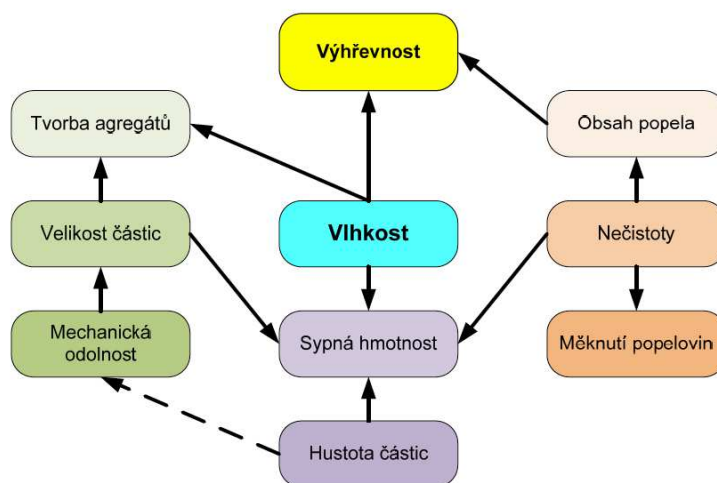 Výhřevnost
Tvorba agregátů
Obsah popela
Velikost částic
Vlhkost
Nečistoty
Mechanická
odolnost
Sypná hmotnost
Měknutí popelovin
Hustota částic